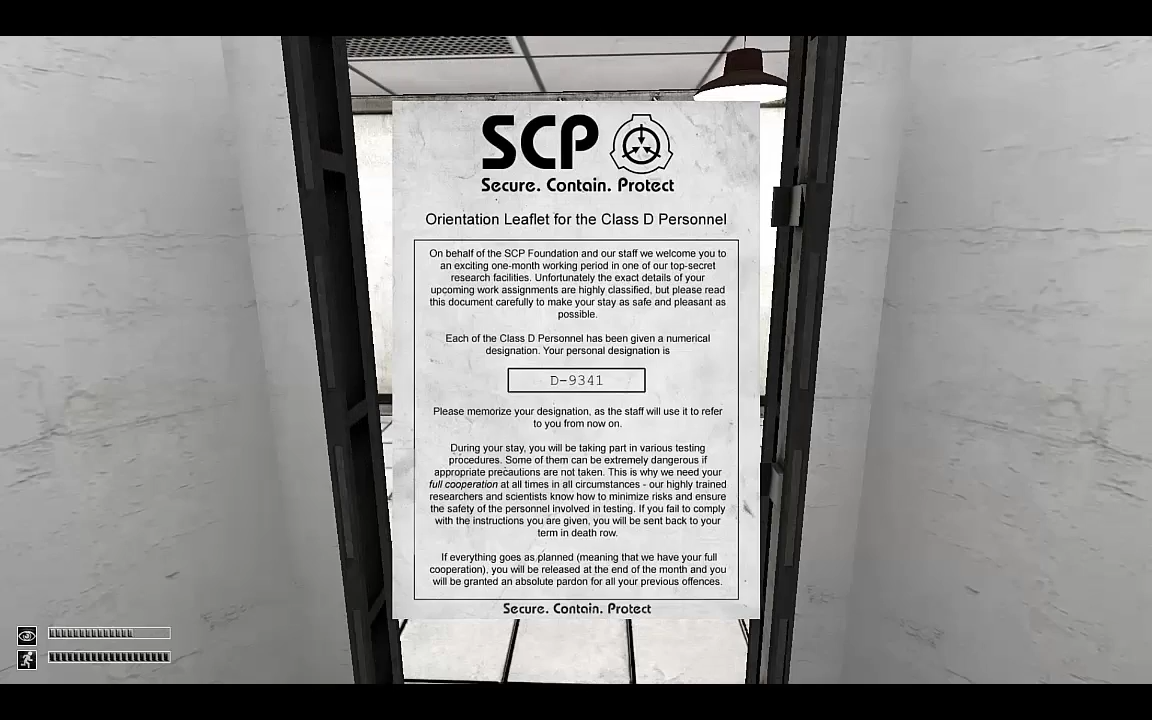 SCP
Secure. Contain. Protect
Orientation Leaflet for the Class D Personnel
On behalf of the SCP Foundation and our staff we welcome you to
an exciting one-month working period in one of our top-secret
research facilities. Unfortunately the exact details of your
upcoming work assignments are highly classified, but please read
this document carefully to make your stay as safe and pleasant as
possible.
Each of the Class D Personnel has been given a numerical
designation. Your personal designation is
D-9341
Please memorize your designation, as the staff will use it to refer
to you from now on.
During your stay, you will be taking part in various testing
procedures. Some of them can be extremely dangerous if
appropriate precautions are not taken. This is why we need your
full cooperation at all times in all circumstances - our highly trained
researchers and scientists know how to minimize risks and ensure
the safety of the personnel involved in testing. If you fail to comply
with the instructions you are given, you will be sent back to your
term in death row.
If everything goes as planned (meaning that we have your full
cooperation), you will be released at the end of the month and you
will be granted an absolute pardon for all your previous offences.
Secure. Contain. Protect